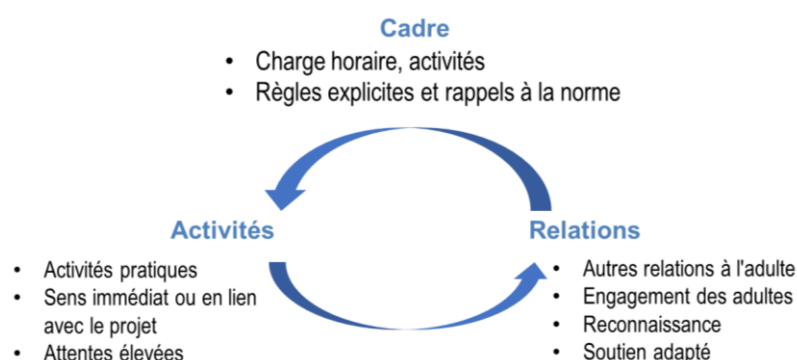 Cadre
• Charge horaire, activités
• Règles explicites et rappels à la norme
Activités
• Activités pratiques
• Sens immédiat ou en lien
avec le projet
• Attentes élevées
Relations
• Autres relations à l'adulte
• Engagement des adultes
• Reconnaissance
• Soutien adapté